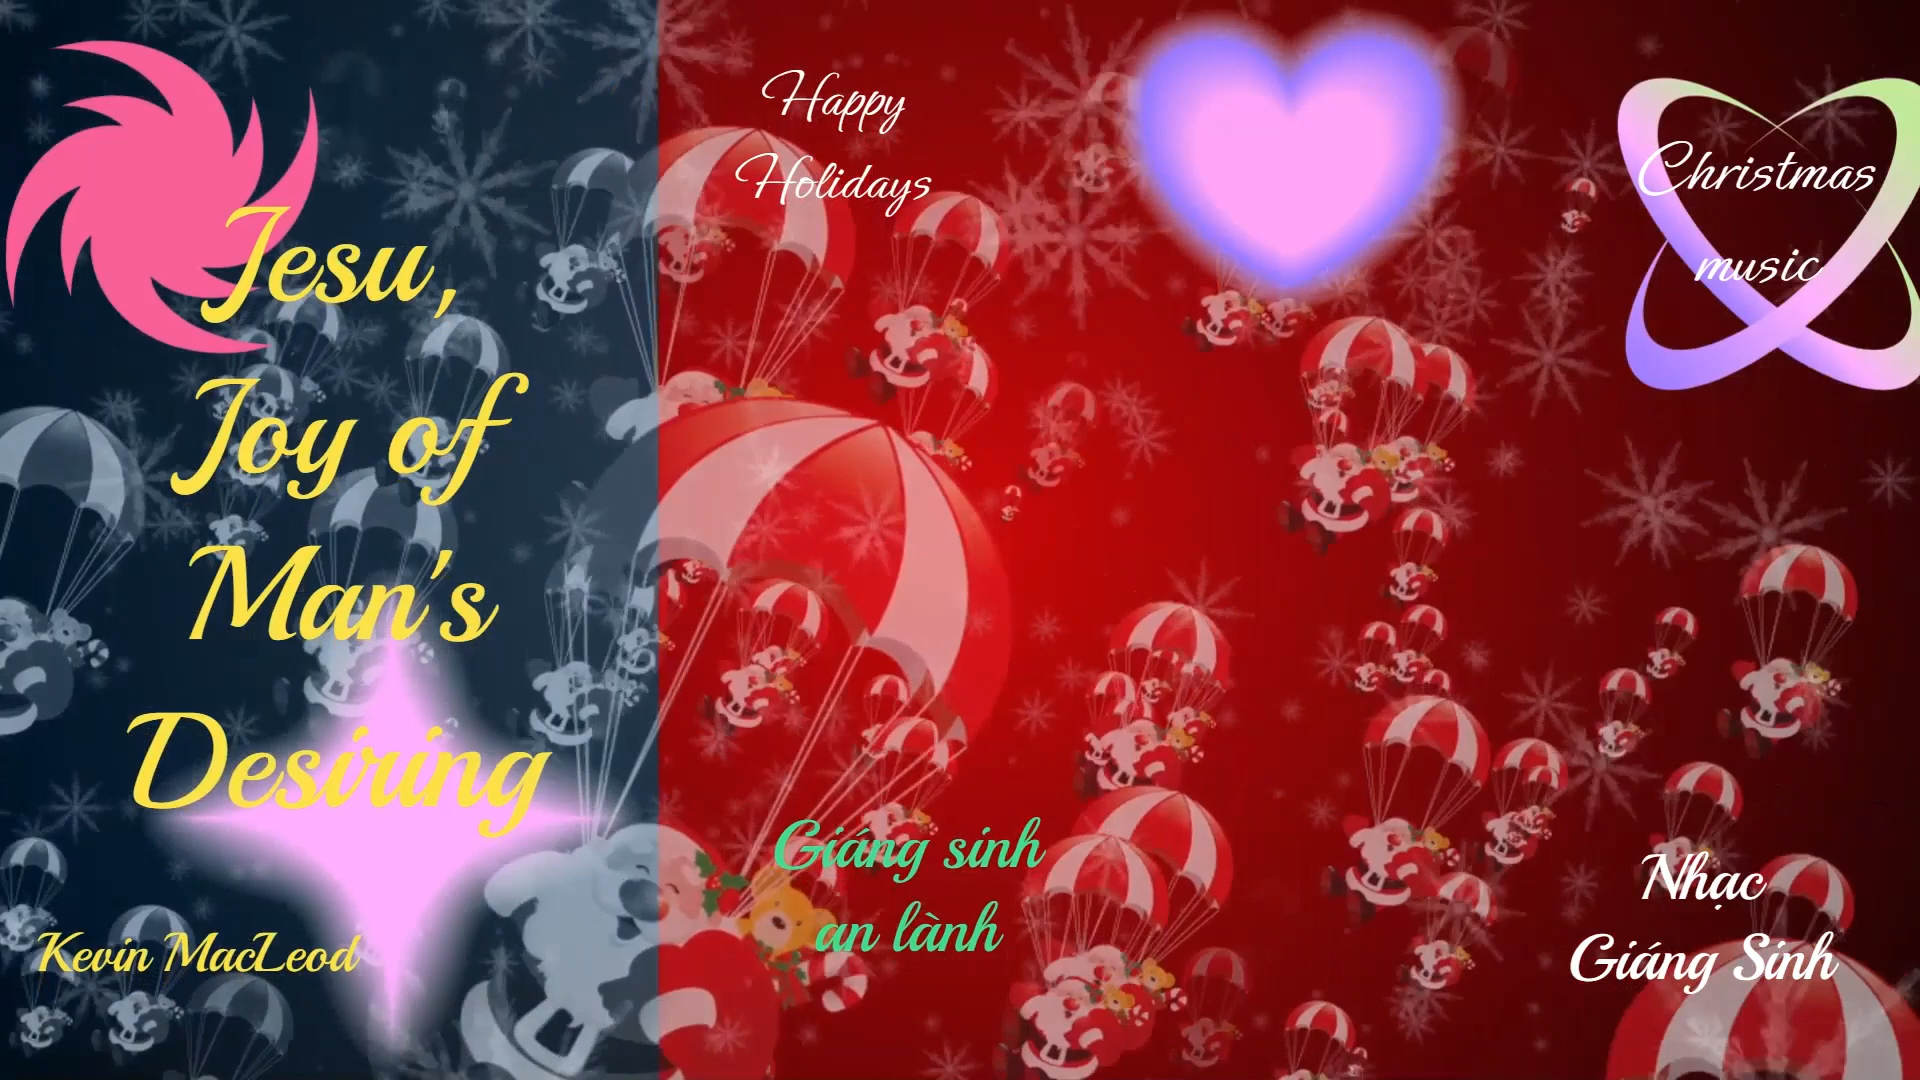 Jesu,
Joy of
Man's
Desiring
Kevin MacLeod
Happy
Holidays
Giáng sinh
an lành
Christmas
music
Nhạc
Giáng Sinh